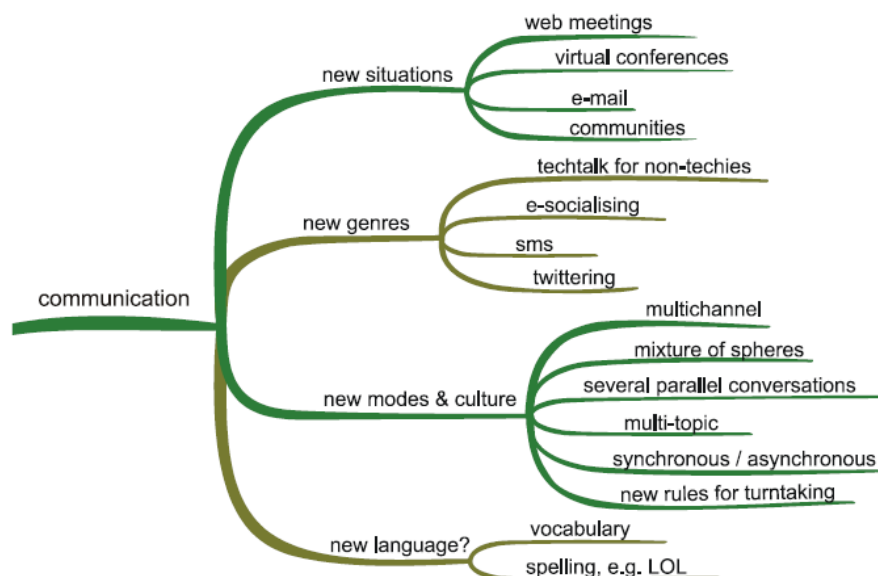 communication
new situations
web meetings
virtual conferences
e-mail
communities
new genres
techtalk for non-techies
e-socialising
sms
twittering
new modes & culture
multichannel
mixture of spheres
several parallel conversations
multi-topic
synchronous / asynchronous
new rules for turntaking
new language?
vocabulary
spelling, e.g. LOL